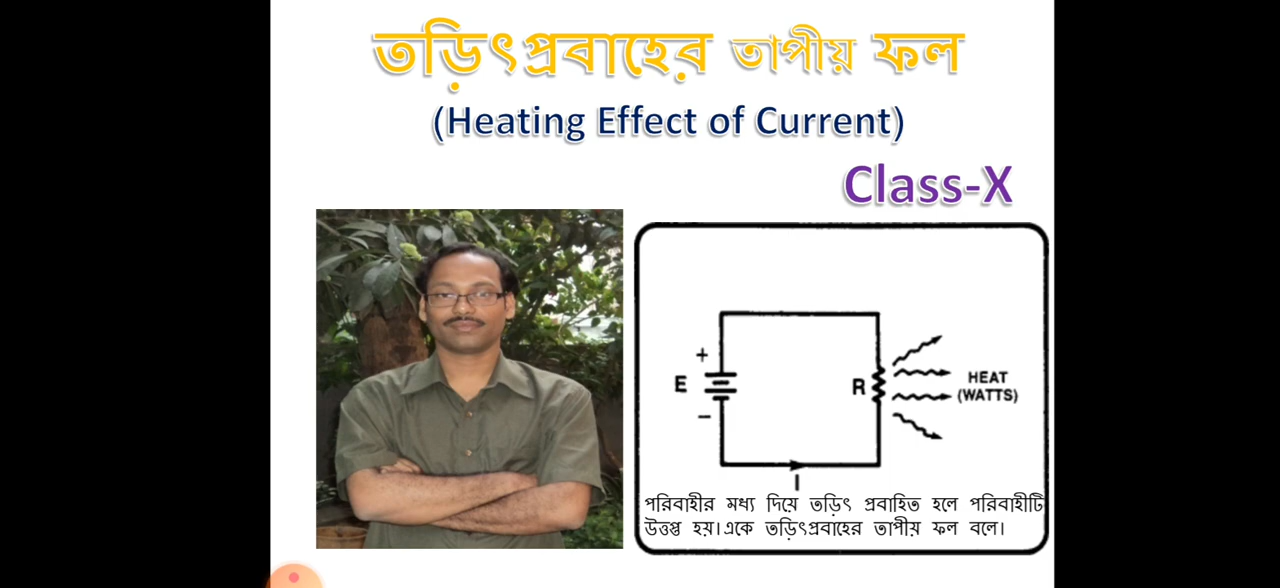 তড়িৎপ্রবাহের তাপীয় ফল
(Heating Effect of Current)
Class-X
+
E
R
HEAT
(WATTS)
−
I
পরিবাহীর মধ্য দিয়ে তড়িৎ প্রবাহিত হলে পরিবাহীটি
উত্তপ্ত হয়।একে তড়িৎপ্রবাহের তাপীয় ফল বলে।